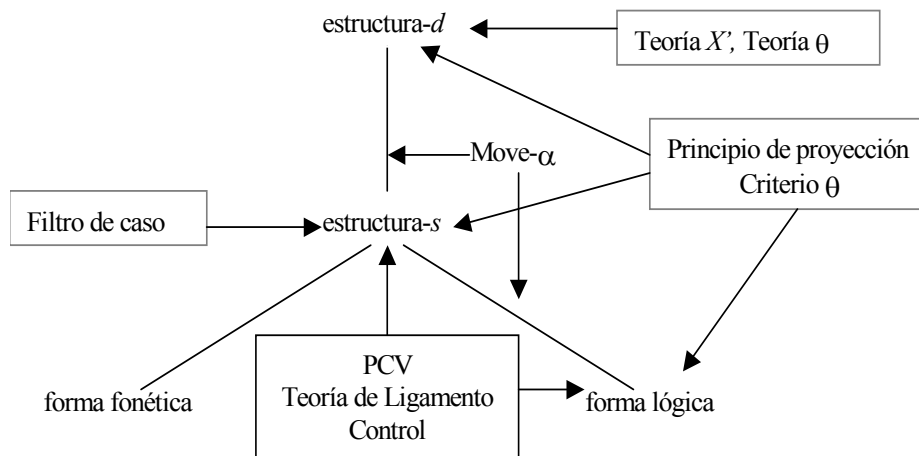 estructura-d
Teoría X', Teoría θ
Move-α
Principio de proyección
Criterio θ
Filtro de caso
estructura-s
PCV
Teoría de Ligamento
Control
forma fonética
forma lógica